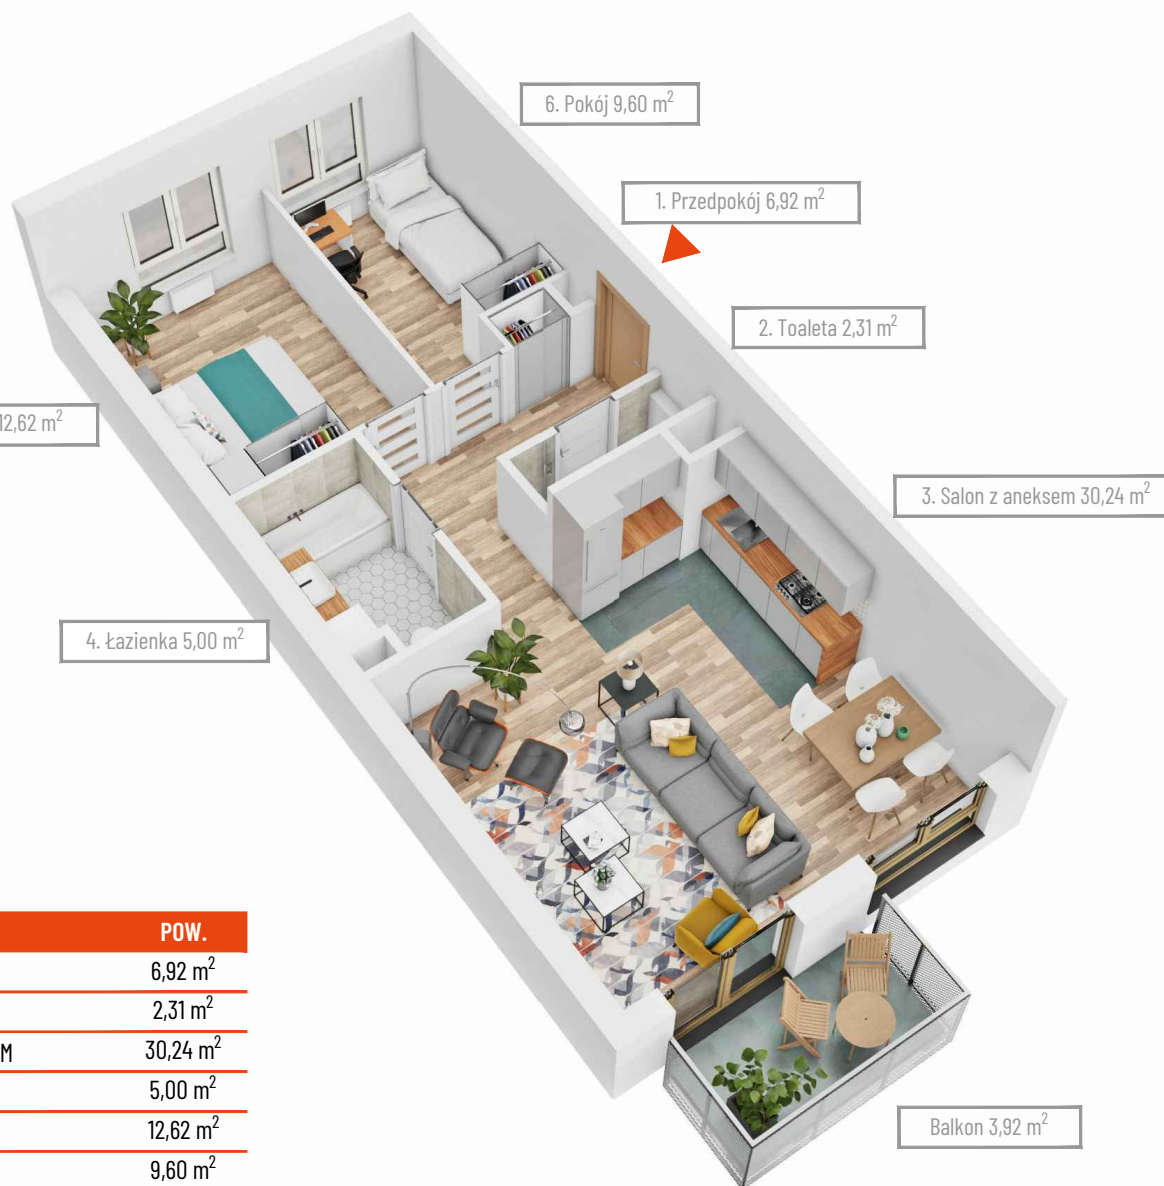 6. Pokój 9,60 m²
1. Przedpokój 6,92 m²
2. Toaleta 2,31 m²
12,62 m²
3. Salon z aneksem 30,24 m²
4. Łazienka 5,00 m²
POW.
6,92 m²
2,31 m²
M 30,24 m²
5,00 m²
12,62 m²
9,60 m²
Balkon 3,92 m²